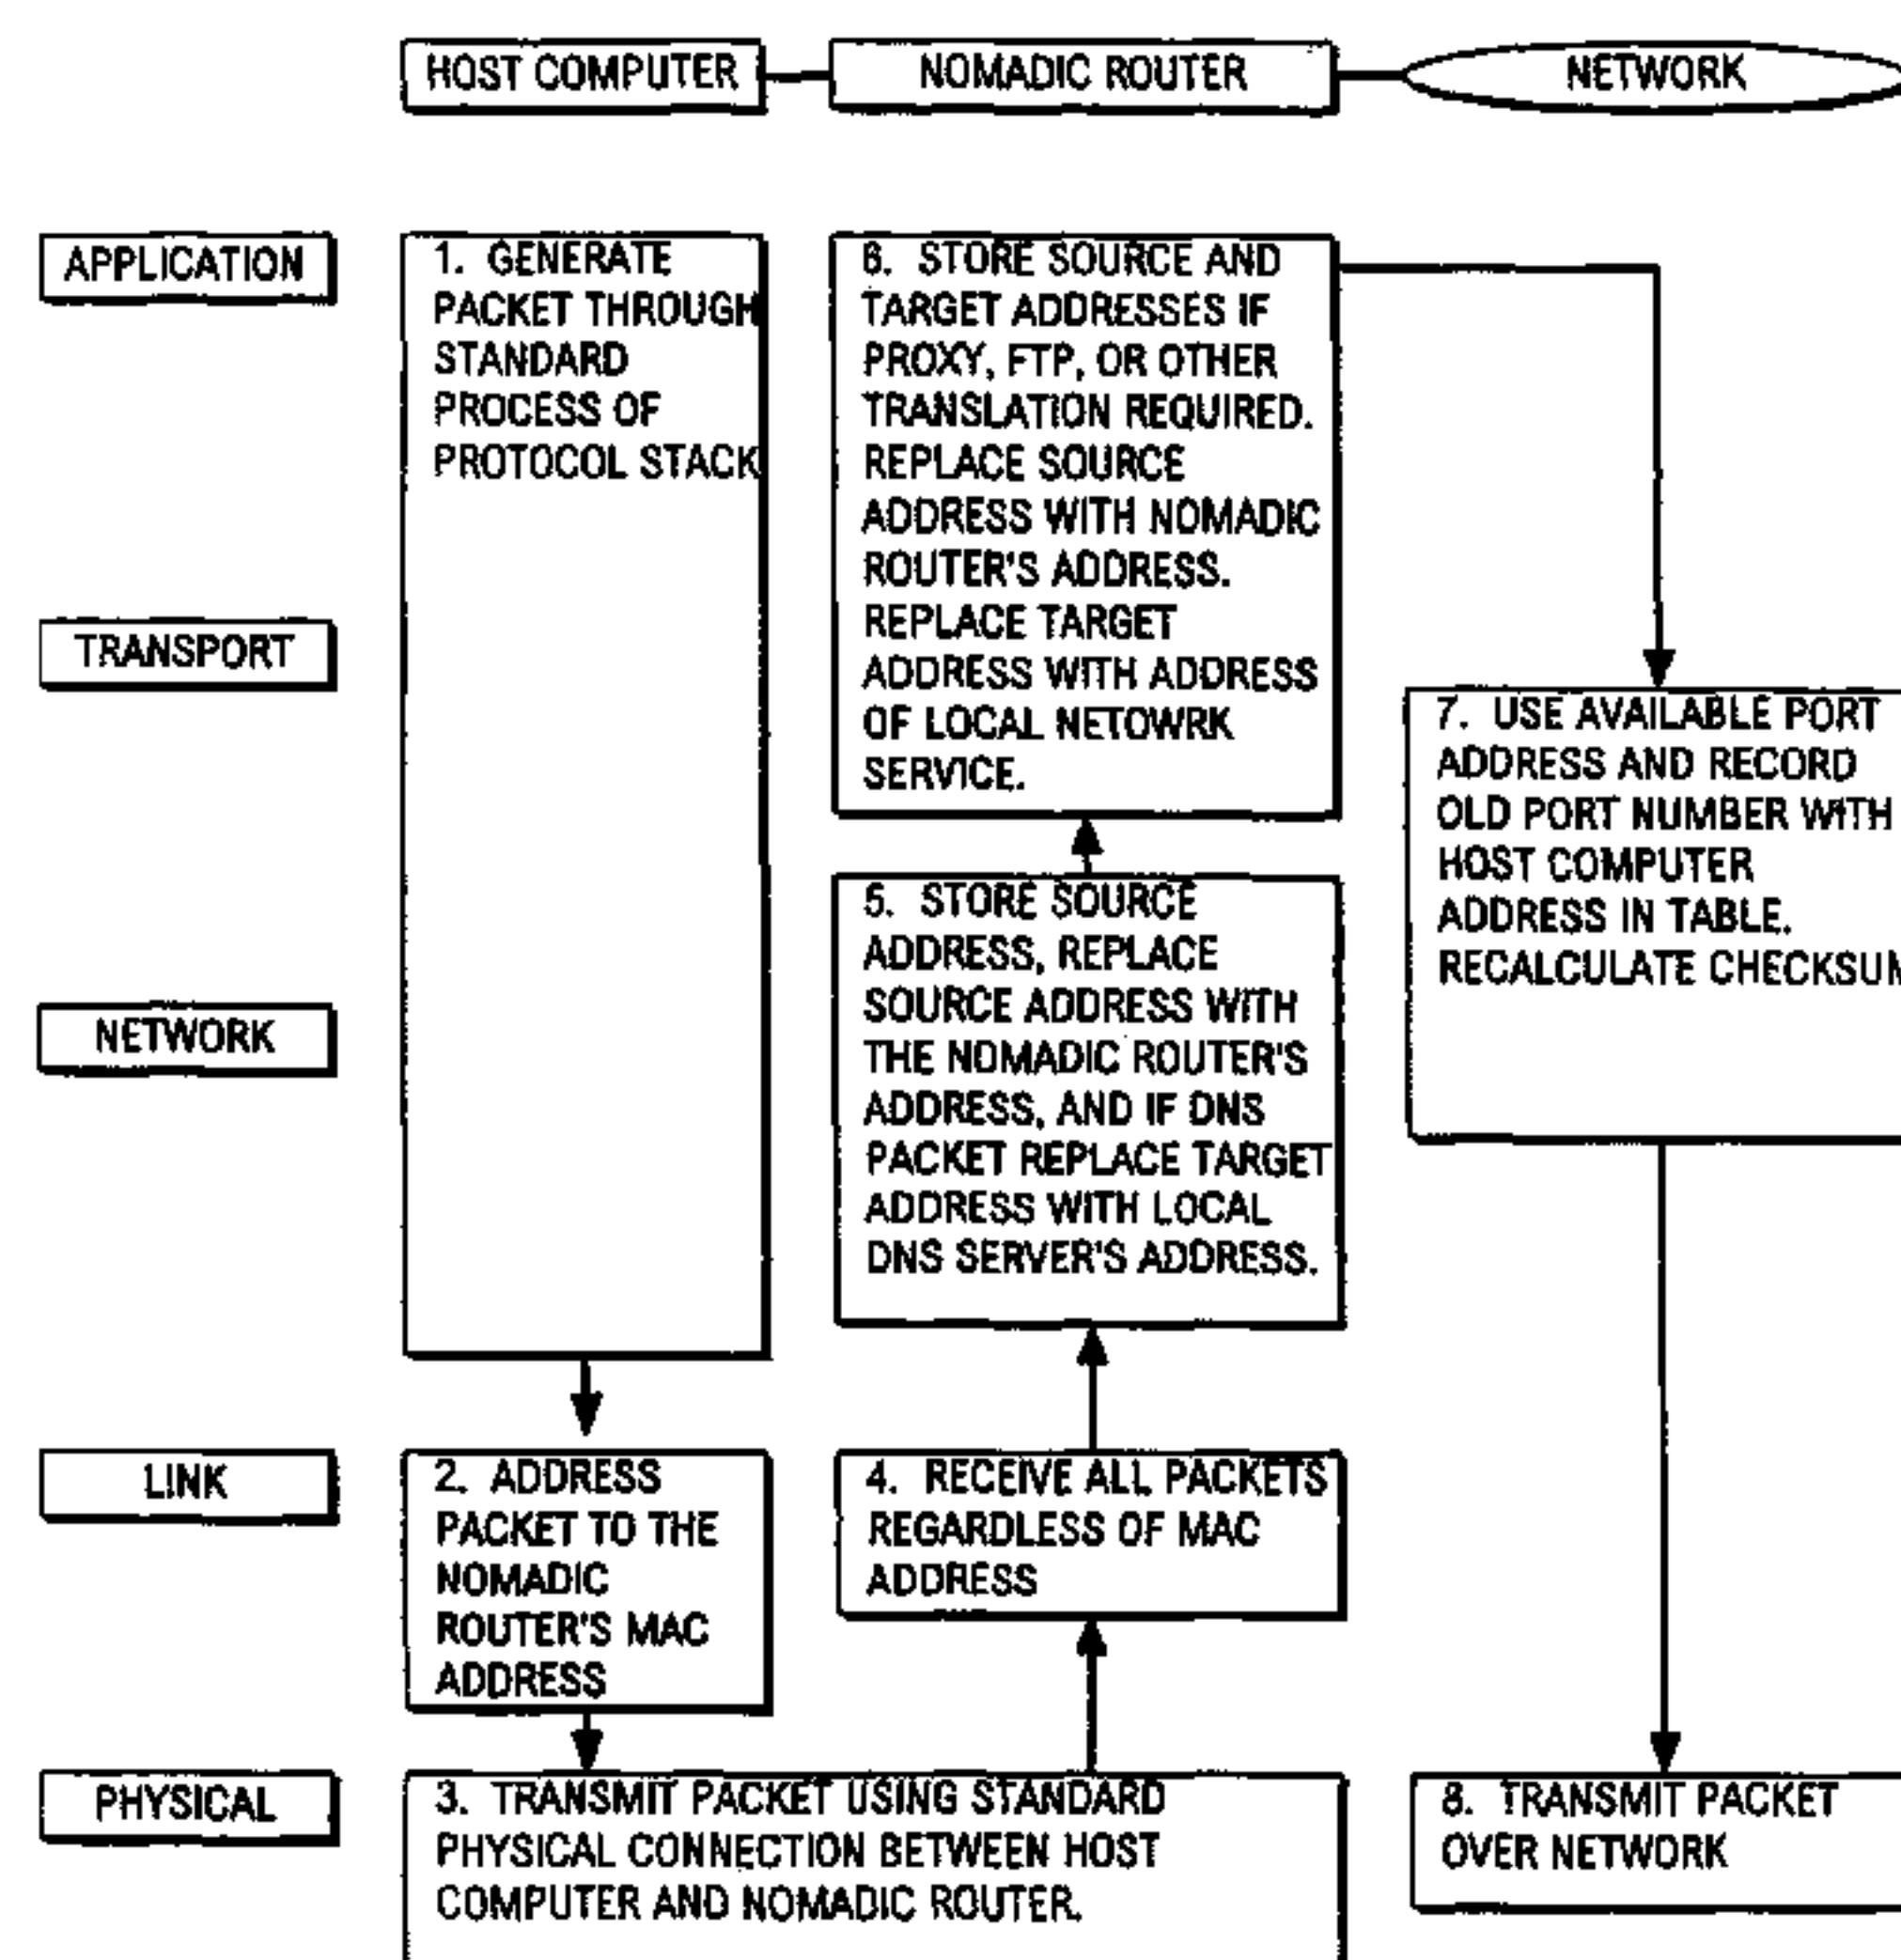 HOST COMPUTER
NOMADIC ROUTER
NETWORK
APPLICATION
TRANSPORT
NETWORK
LINK
PHYSICAL
1. GENERATE
PACKET THROUGH
STANDARD
PROCESS OF
PROTOCOL STACK
2. ADDRESS
PACKET TO THE
NOMADIC
ROUTER'S MAC
ADDRESS
3. TRANSMIT PACKET USING STANDARD
PHYSICAL CONNECTION BETWEEN HOST
COMPUTER AND NOMADIC ROUTER.
4. RECEIVE ALL PACKETS
REGARDLESS OF MAC
ADDRESS
5. STORE SOURCE
ADDRESS, REPLACE
SOURCE ADDRESS WITH
THE NOMADIC ROUTER'S
ADDRESS, AND IF DNS
PACKET REPLACE TARGET
ADDRESS WITH LOCAL
DNS SERVER'S ADDRESS.
6. STORE SOURCE AND
TARGET ADDRESSES IF
PROXY, FTP, OR OTHER
TRANSLATION REQUIRED.
REPLACE SOURCE
ADDRESS WITH NOMADIC
ROUTER'S ADDRESS.
REPLACE TARGET
ADDRESS WITH ADDRESS
OF LOCAL NETOWRK
SERVICE.
7. USE AVAILABLE PORT
ADDRESS AND RECORD
OLD PORT NUMBER WITH
HOST COMPUTER
ADDRESS IN TABLE.
RECALCULATE CHECKSUM
8. TRANSMIT PACKET
OVER NETWORK